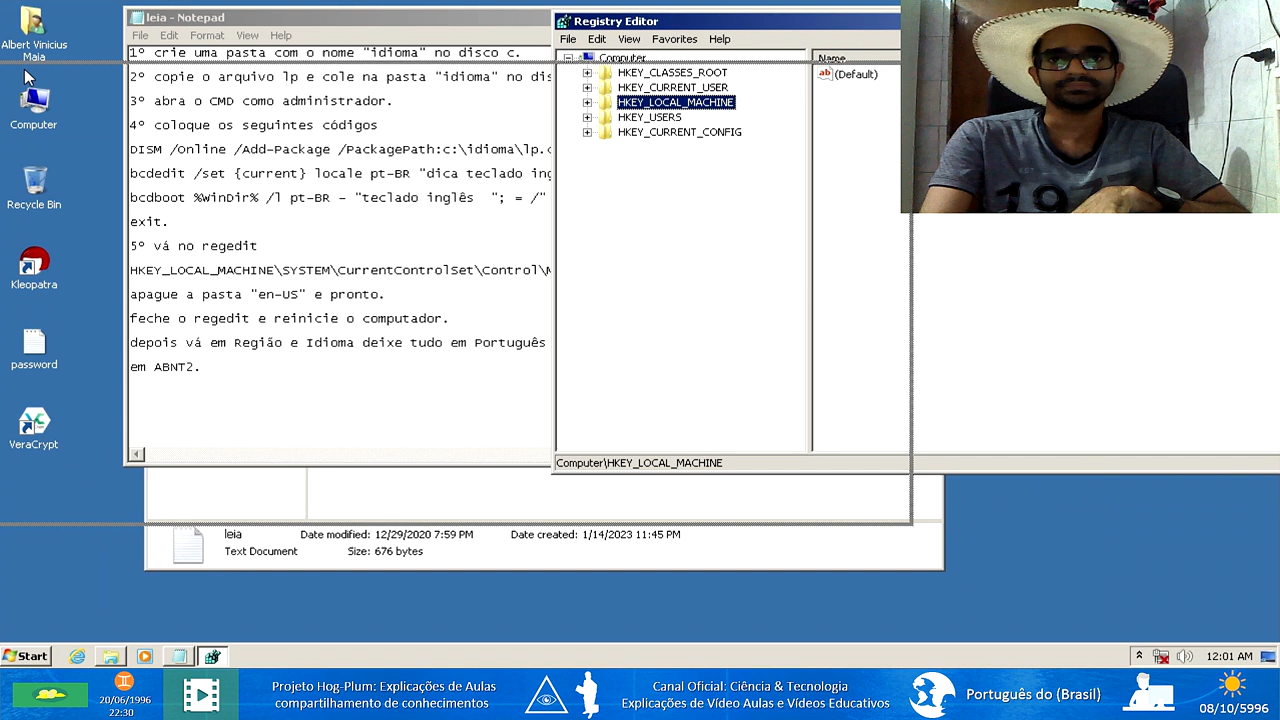 Albert Vinicius
Maia
Computer
Recycle Bin
Kleopatra
password
VeraCrypt
leia - Notepad
File Edit Format View Help
1º crie uma pasta com o nome "idioma" no disco c.
2º copie o arquivo lp e cole na pasta "idioma" no dis
3º abra o CMD como administrador.
4º coloque os seguintes códigos
DISM /Online /Add-Package /PackagePath:c:\idioma\lp.c
bcdedit /set {current} locale pt-BR "dica teclado ing
bcdboot %winDir% /l pt-BR - "teclado inglês "; = /"
exit.
5º vá no regedit
HKEY_LOCAL_MACHINE\SYSTEM\CurrentControlSet\Control\M
apague a pasta "en-US" e pronto.
feche o regedit e reinicie o computador.
depois vá em Região e Idioma deixe tudo em Português
em ABNT2.
Registry Editor
File Edit View Favorites Help
Computer
HKEY_CLASSES_ROOT
HKEY_CURRENT_USER
HKEY_LOCAL_MACHINE
HKEY_USERS
HKEY_CURRENT_CONFIG
Name
ab (Default)
Computer\HKEY_LOCAL_MACHINE
leia Date modified: 12/29/2020 7:59 PM Date created: 1/14/2023 11:45 PM
Text Document Size: 676 bytes
Start
12:01 AM
20/06/1996
22:30
Projeto Hog-Plum: Explicações de Aulas
compartilhamento de conhecimentos
Canal Oficial: Ciência & Tecnologia
Explicações de Vídeo Aulas e Vídeos Educativos
Português do (Brasil)
08/10/5996